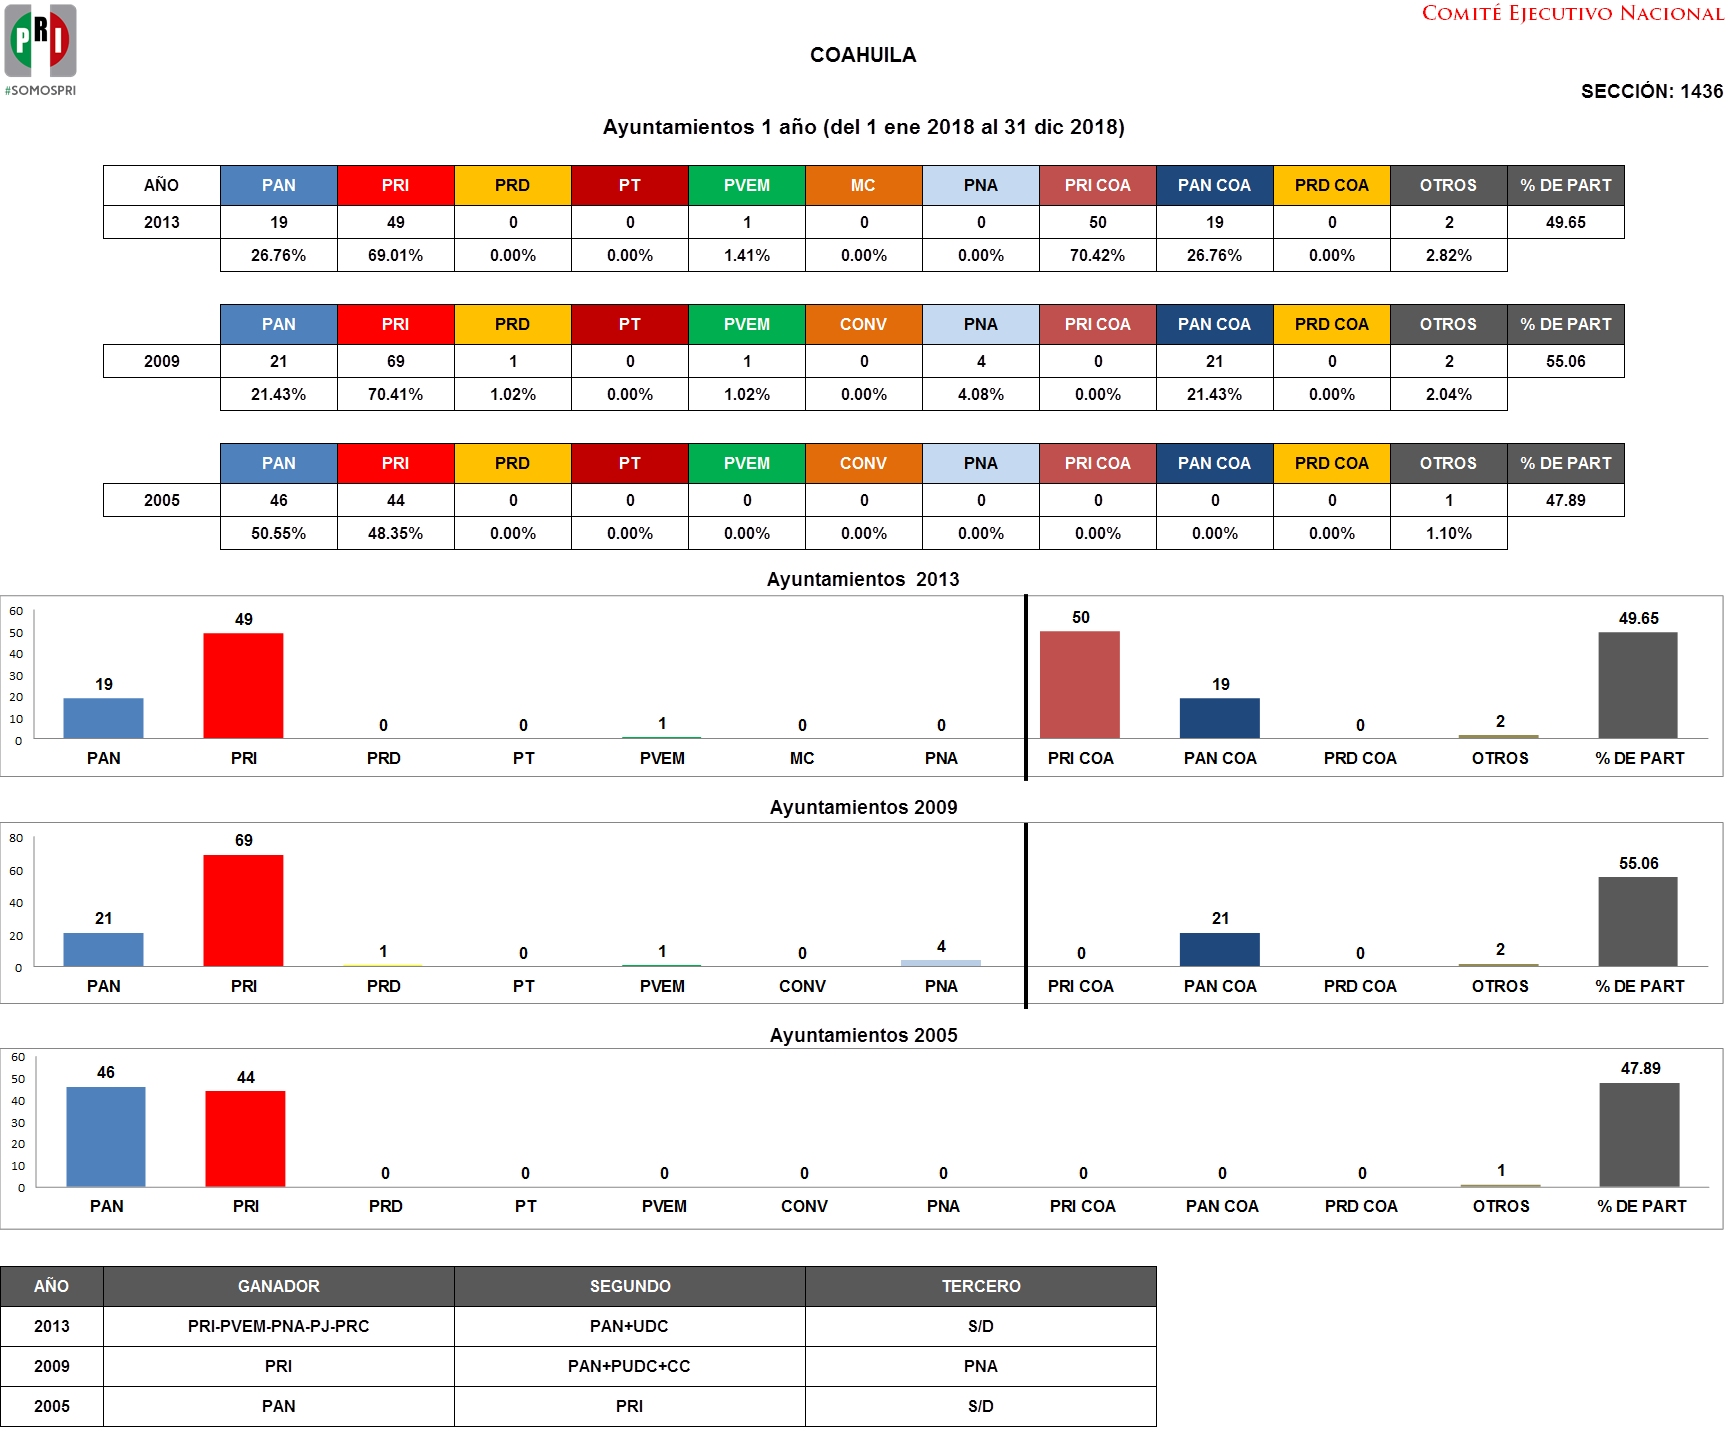 PRI
#SOMOSPRI
COMITÉ EJECUTIVO NACIONAL
COAHUILA
SECCIÓN: 1436
Ayuntamientos 1 año (del 1 ene 2018 al 31 dic 2018)
AÑO PAN PRI PRD PT PVEM MC PNA PRI COA PAN COA PRD COA OTROS % DE PART
2013 19 49 0 0 1 0 0 50 19 0 2 49.65
26.76% 69.01% 0.00% 0.00% 1.41% 0.00% 0.00% 70.42% 26.76% 0.00% 2.82%
PAN PRI PRD PT PVEM CONV PNA PRI COA PAN COA PRD COA OTROS % DE PART
2009 21 69 1 0 1 0 4 0 21 0 2 55.06
21.43% 70.41% 1.02% 0.00% 1.02% 0.00% 4.08% 0.00% 21.43% 0.00% 2.04%
PAN PRI PRD PT PVEM CONV PNA PRI COA PAN COA PRD COA OTROS % DE PART
2005 46 44 0 0 0 0 0 0 0 0 1 47.89
50.55% 48.35% 0.00% 0.00% 0.00% 0.00% 0.00% 0.00% 0.00% 0.00% 1.10%
Ayuntamientos 2013
60
50
40
30
20
10
0
19 49 0 0 1 0 0 50 19 0 2 49.65
PAN PRI PRD PT PVEM MC PNA PRI COA PAN COA PRD COA OTROS % DE PART
Ayuntamientos 2009
80
60
40
20
0
21 69 1 0 1 0 4 0 21 0 2 55.06
PAN PRI PRD PT PVEM CONV PNA PRI COA PAN COA PRD COA OTROS % DE PART
Ayuntamientos 2005
60
50
40
30
20
10
0
46 44 0 0 0 0 0 0 0 0 1 47.89
PAN PRI PRD PT PVEM CONV PNA PRI COA PAN COA PRD COA OTROS % DE PART
AÑO GANADOR SEGUNDO TERCERO
2013 PRI-PVEM-PNA-PJ-PRC PAN+UDC S/D
2009 PRI PAN+PUDC+CC PNA
2005 PAN PRI S/D